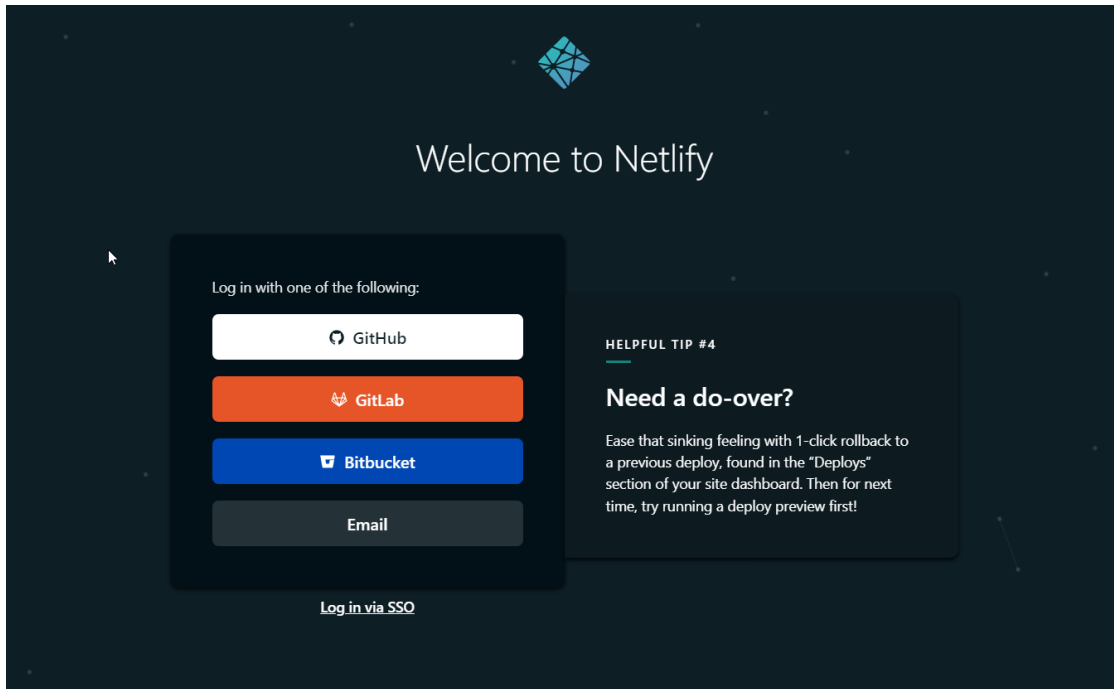 Welcome to Netlify
Log in with one of the following:
GitHub
GitLab
Bitbucket
Email
Log in via SSO
HELPFUL TIP #4
Need a do-over?
Ease that sinking feeling with 1-click rollback to
a previous deploy, found in the “Deploys”
section of your site dashboard. Then for next
time, try running a deploy preview first!